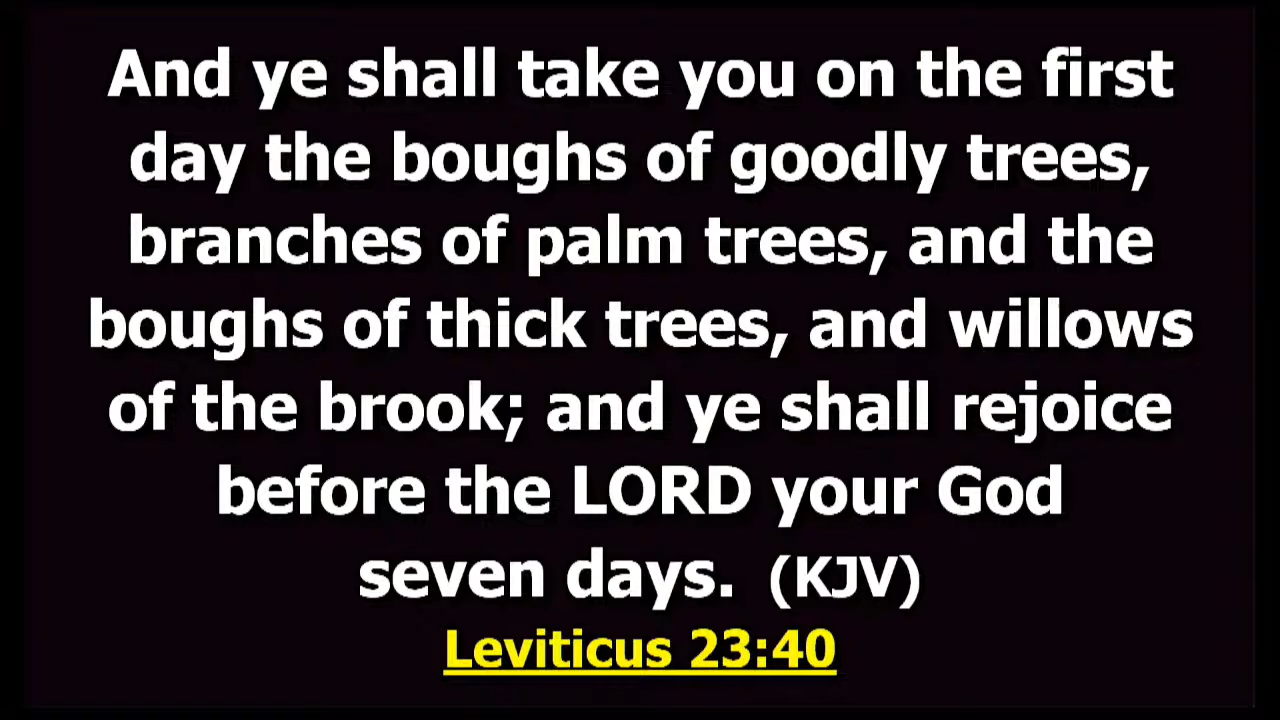 And ye shall take you on the first
day the boughs of goodly trees,
branches of palm trees, and the
boughs of thick trees, and willows
of the brook; and ye shall rejoice
before the LORD your God
seven days. (KJV)
Leviticus 23:40